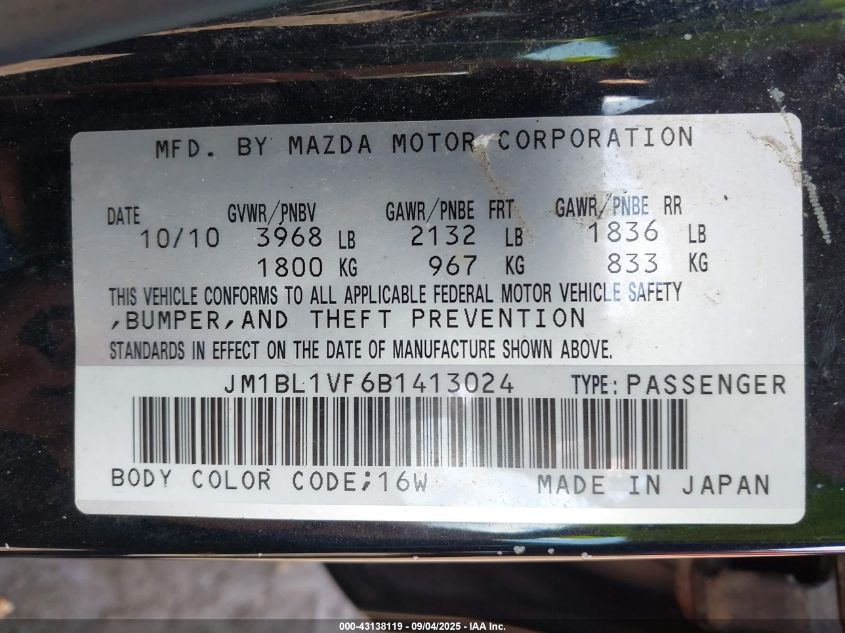 MFD. BY MAZDA MOTOR CORPORATION
DATE GVWR/PNBV GAWR/PNBE FRT GAWR/PNBE RR
10/10 3968 LB 2132 LB 1836 LB
1800 KG 967 KG 833 KG
THIS VEHICLE CONFORMS TO ALL APPLICABLE FEDERAL MOTOR VEHICLE SAFETY
,BUMPER,AND THEFT PREVENTION
STANDARDS IN EFFECT ON THE DATE OF MANUFACTURE SHOWN ABOVE.
JM1BL1VF6B1413024 TYPE:PASSENGER
BODY COLOR CODE;16W MADE IN JAPAN
000-43138119 - 09/04/2025 - IAA Inc.